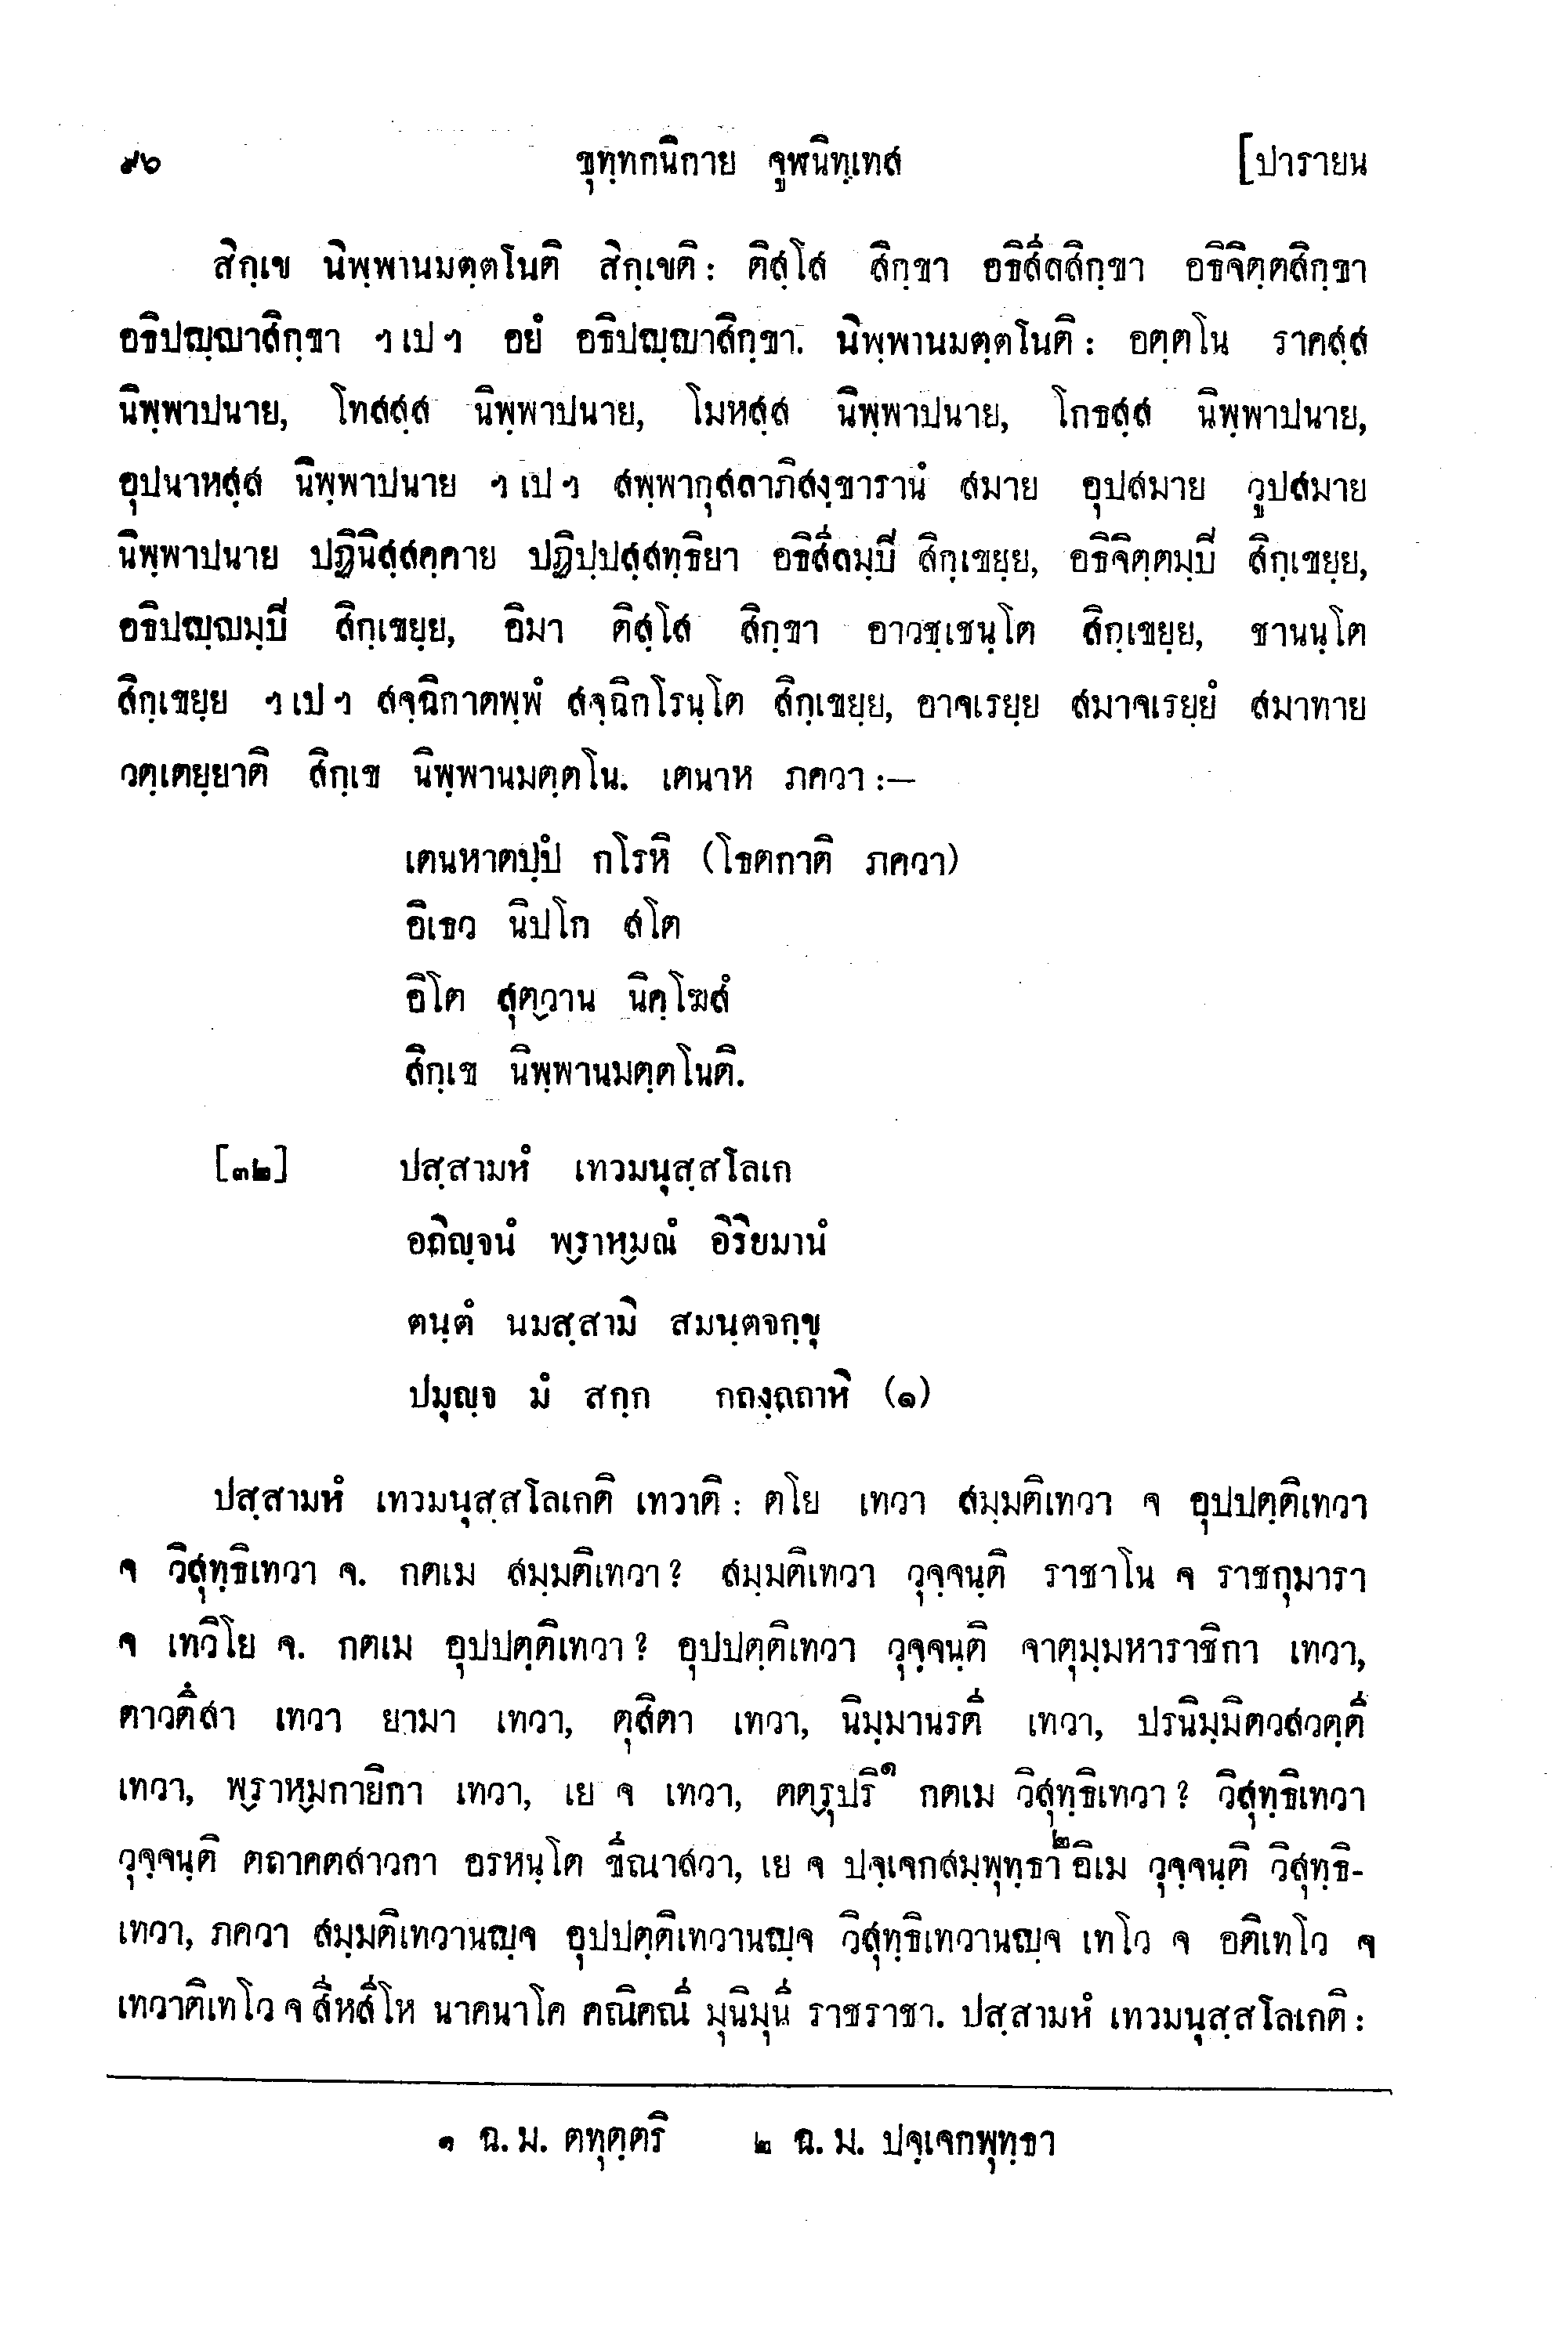 ๙๖ ขุทฺทกนิกาย จูฬนิทฺเทส [ปารายน
สิกฺเข นิพฺพานมตฺตโนติ สิกฺเขติ: ติสฺโส สิกฺขา อธิสีลสิกฺขา อธิจิตฺตสิกฺขา
อธิปญฺญาสิกฺขา ฯ เป ฯ อยํ อธิปญฺญาสิกฺขา. นิพฺพานมตฺตโนติ: อตฺตโน ราคสฺส
นิพฺพาปนาย, โทสสฺส นิพฺพาปนาย, โมหสฺส นิพฺพาปนาย, โกธสฺส นิพฺพาปนาย,
อุปนาหสฺส นิพฺพาปนาย ฯ เป ฯ สพฺพากุสลาภิสงฺขารานํ สมาย อุปสมาย วูปสมาย
นิพฺพาปนาย ปฏินิสฺสคฺคาย ปฏิปฺปสฺสทฺธิยา อธิสีลมฺปิ สิกฺเขยฺย, อธิจิตฺตมฺปิ สิกฺเขยฺย,
อธิปญฺญมฺปิ สิกฺเขยฺย, อิมา ติสฺโส สิกฺขา อาวชฺเชนฺโต สิกฺเขยฺย, ชานนฺโต
สิกฺเขยฺย ฯ เป ฯ สจฺฉิกาตพฺพํ สจฺฉิกโรนฺโต สิกฺเขยฺย, อาจเรยฺย สมาจเรยฺยํ สมาทาย
วตฺเตยฺยาติ สิกฺเข นิพฺพานมตฺตโน. เตนาห ภควา :—
เตนหาตปฺปํ กโรหิ (โธตกาติ ภควา)
อิเธว นิปโก สโต
อิโต สุตฺวาน นิคฺโฆสํ
สิกฺเข นิพฺพานมตฺตโนติ.
[๓๒] ปสฺสามหํ เทวมนุสฺสโลเก
อกิญฺจนํ พฺราหฺมณํ อิริยมานํ
ตนฺตํ นมสฺสามิ สมนฺตจกฺขุ
ปมุญฺจ มํ สกฺก กถงฺกถาหิ (๑)
ปสฺสามหํ เทวมนุสฺสโลเกติ เทวาติ: ตโย เทวา สมฺมติเทวา จ อุปปตฺติเทวา
จ วิสุทฺธิเทวา จ. กตเม สมฺมติเทวา? สมฺมติเทวา วุจฺจนฺติ ราชาโน จ ราชกุมารา
จ เทวิโย จ. กตเม อุปปตฺติเทวา? อุปปตฺติเทวา วุจฺจนฺติ จาตุมฺมหาราชิกา เทวา,
ตาวตึสา เทวา ยามา เทวา, ตุสิตา เทวา, นิมฺมานรตี เทวา, ปรนิมฺมิตวสวตฺตี
เทวา, พฺราหฺมกายิกา เทวา, เย จ เทวา, ตตฺรุปริ๑ กตเม วิสุทฺธิเทวา? วิสุทฺธิเทวา
วุจฺจนฺติ ตถาคตสาวกา อรหนฺโต ขีณาสวา, เย จ ปจฺเจกสมฺพุทฺธา๒ อิเม วุจฺจนฺติ วิสุทฺธิ-
เทวา, ภควา สมฺมติเทวานญฺจ อุปปตฺติเทวานญฺจ วิสุทฺธิเทวานญฺจ เทโว จ อติเทโว จ
เทวาติเทโว จ สีหสีโห นาคนาโค คณิคณี มุนิมุนี ราชราชา. ปสฺสามหํ เทวมนุสฺสโลเกติ:
๑ ฉ. ม. ตทุตฺตริ ๒ ฉ. ม. ปจฺเจกพุทฺธา